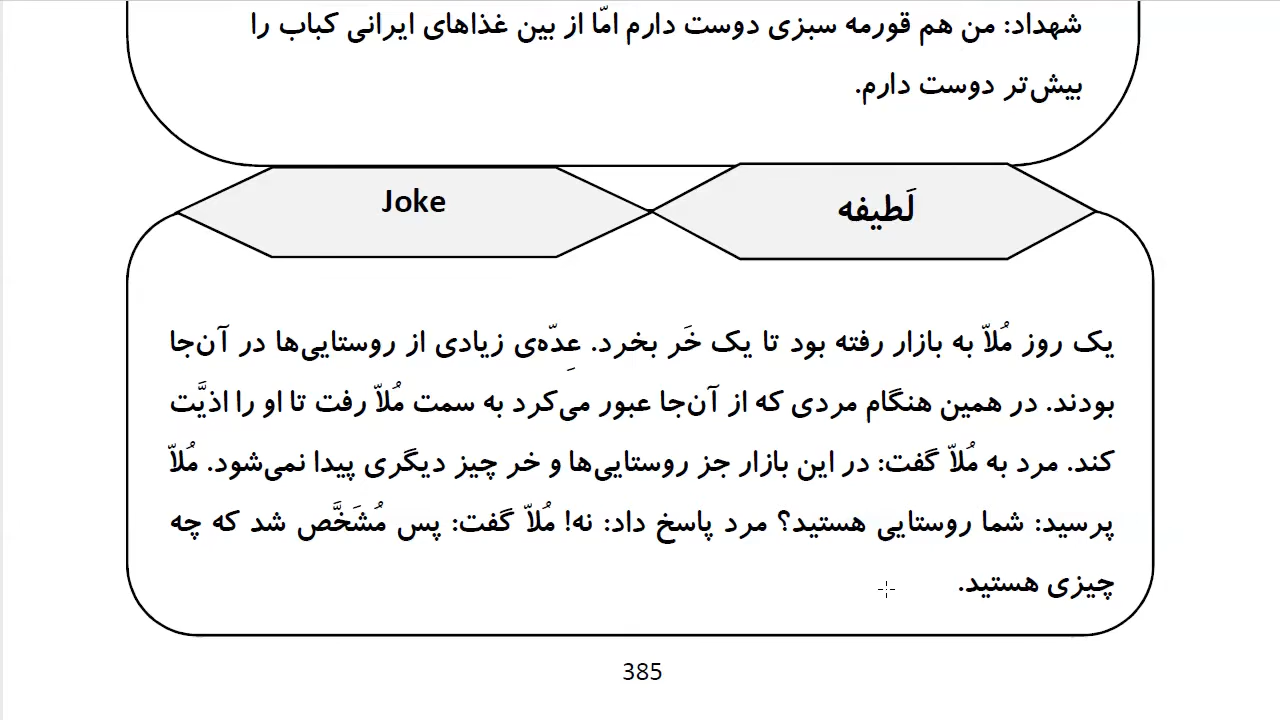 شهداد: من هم قورمه سبزی دوست دارم امّا از بین غذاهای ایرانی کباب را
بیش‌تر دوست دارم.
لَطیفه
Joke
یک روز مُلاّ به بازار رفته بود تا یک خَر بخرد. عِدّه‌ی زیادی از روستایی‌ها در آن‌جا
بودند. در همین هنگام مردی که از آن‌جا عبور می‌کرد به سمت مُلاّ رفت تا او را اذیَّت
کند. مرد به مُلاّ گفت: در این بازار جز روستایی‌ها و خر چیز دیگری پیدا نمی‌شود. مُلاّ
پرسید: شما روستایی هستید؟ مرد پاسخ داد: نه! مُلاّ گفت: پس مُشَخَّص شد که چه
چیزی هستید.
385